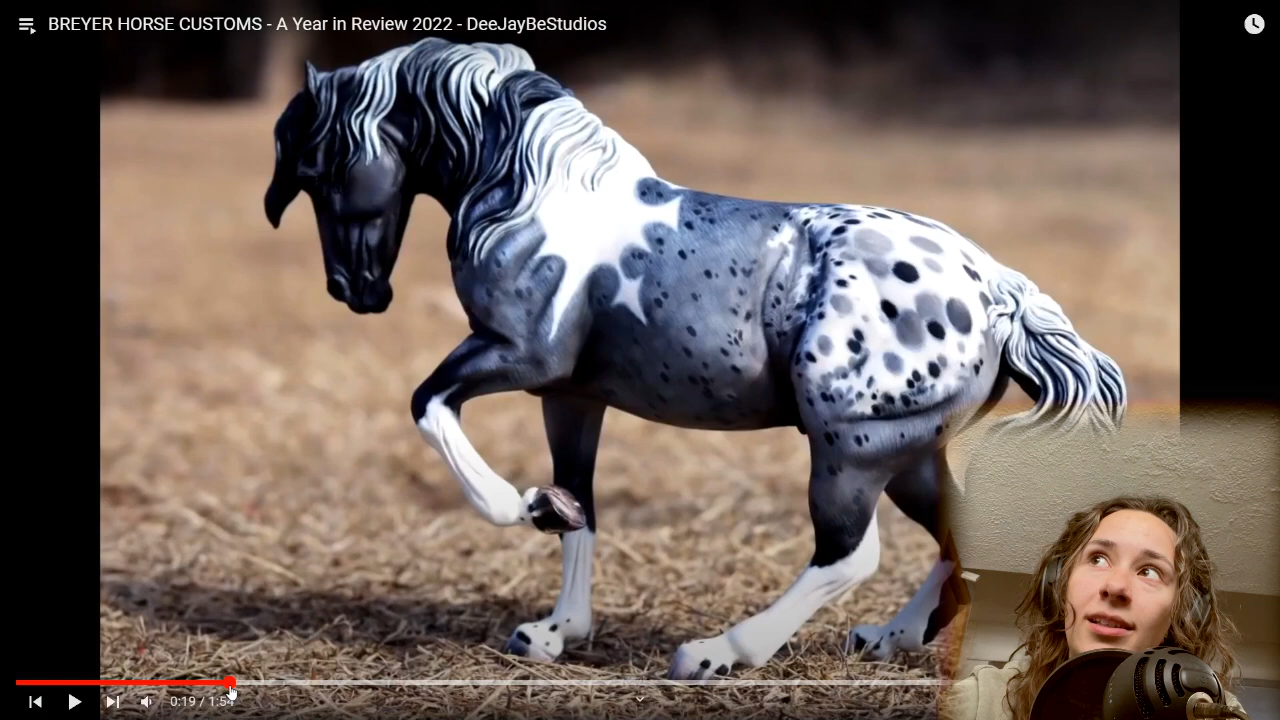 BREYER HORSE CUSTOMS - A Year in Review 2022 - DeeJayBeStudios
0:19 / 1:54